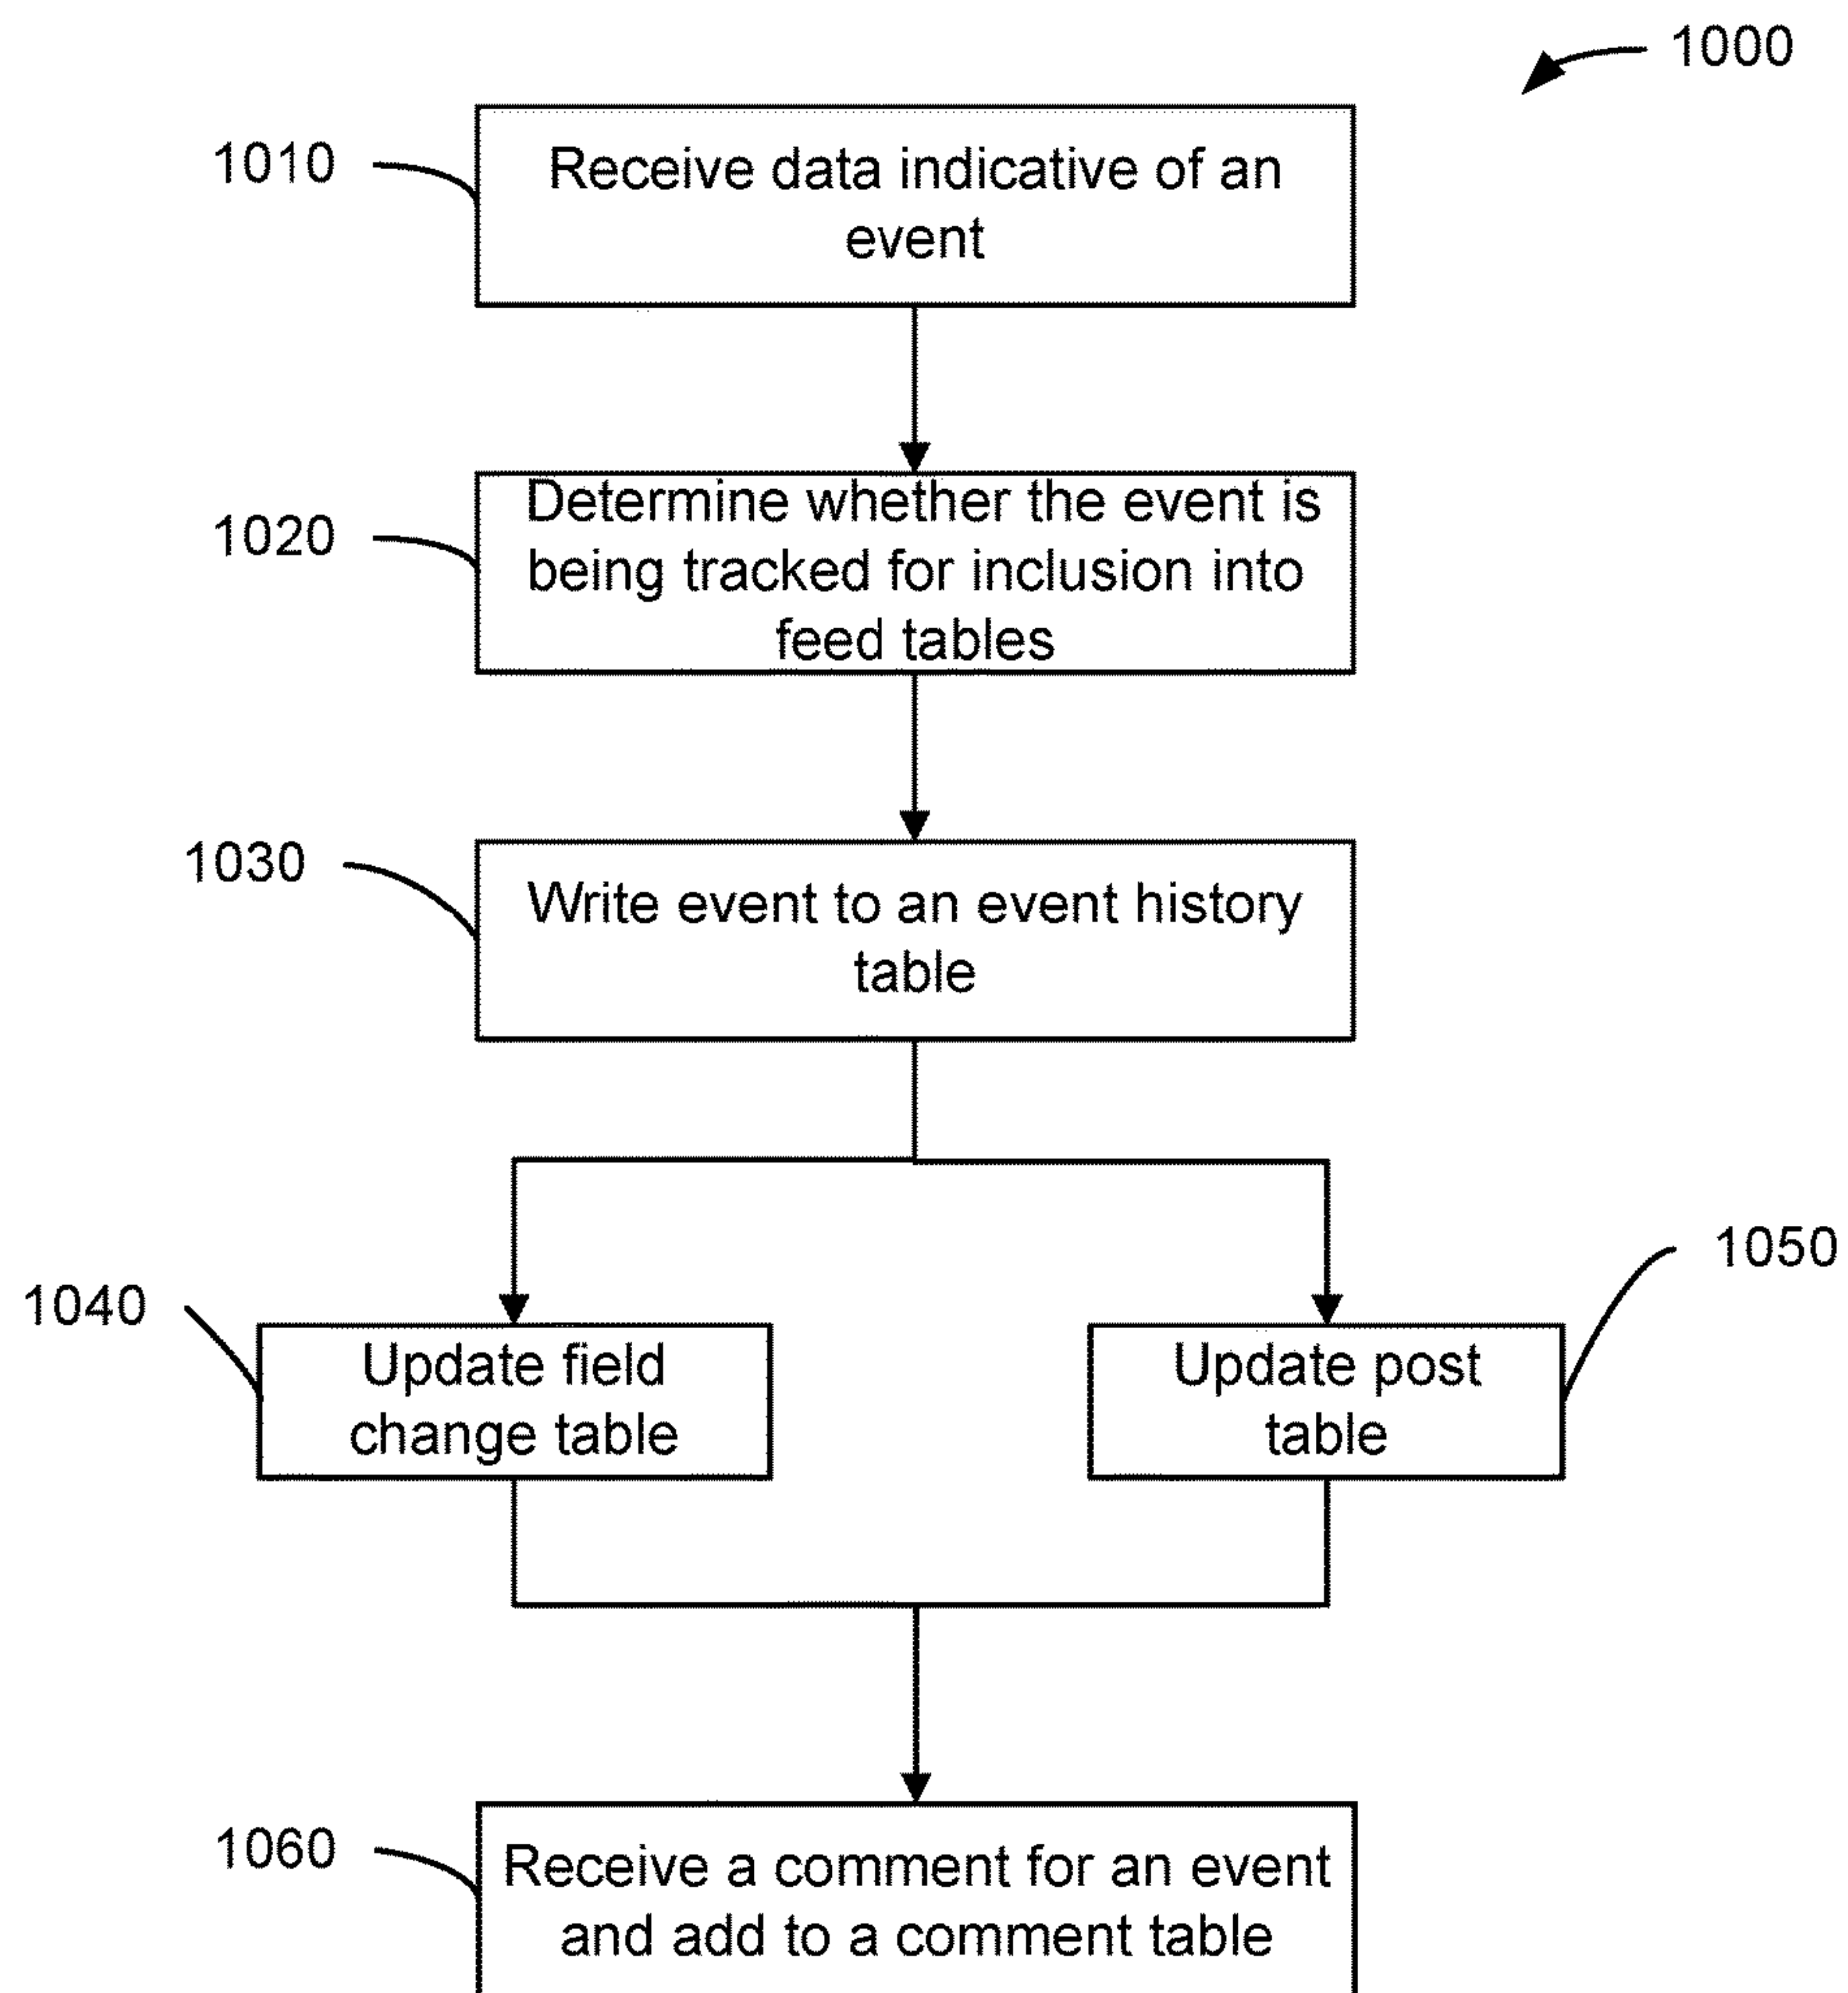 1000
1010
Receive data indicative of an
event
1020
Determine whether the event is
being tracked for inclusion into
feed tables
1030
Write event to an event history
table
1040
Update field
change table
1050
Update post
table
1060
Receive a comment for an event
and add to a comment table